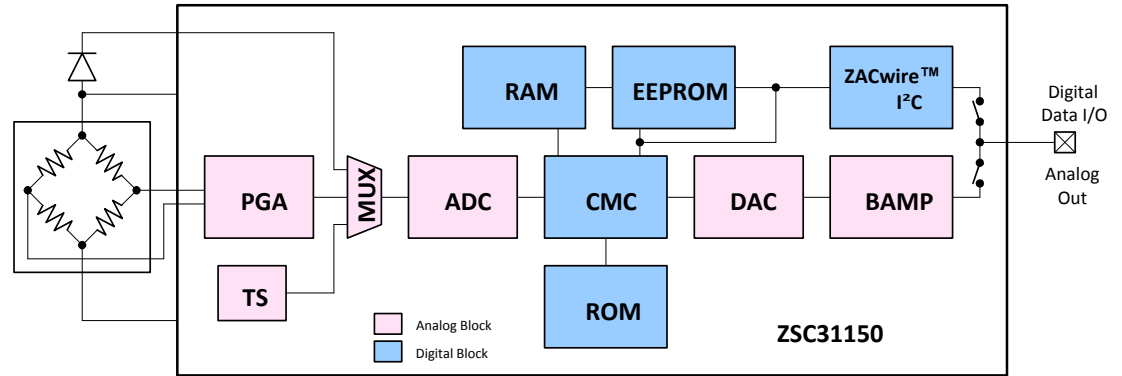 RAM
EEPROM
ZACwire™
I²C
Digital
Data I/O
Analog
Out
PGA
MUX
ADC
CMC
DAC
BAMP
TS
ROM
Analog Block
Digital Block
ZSC31150